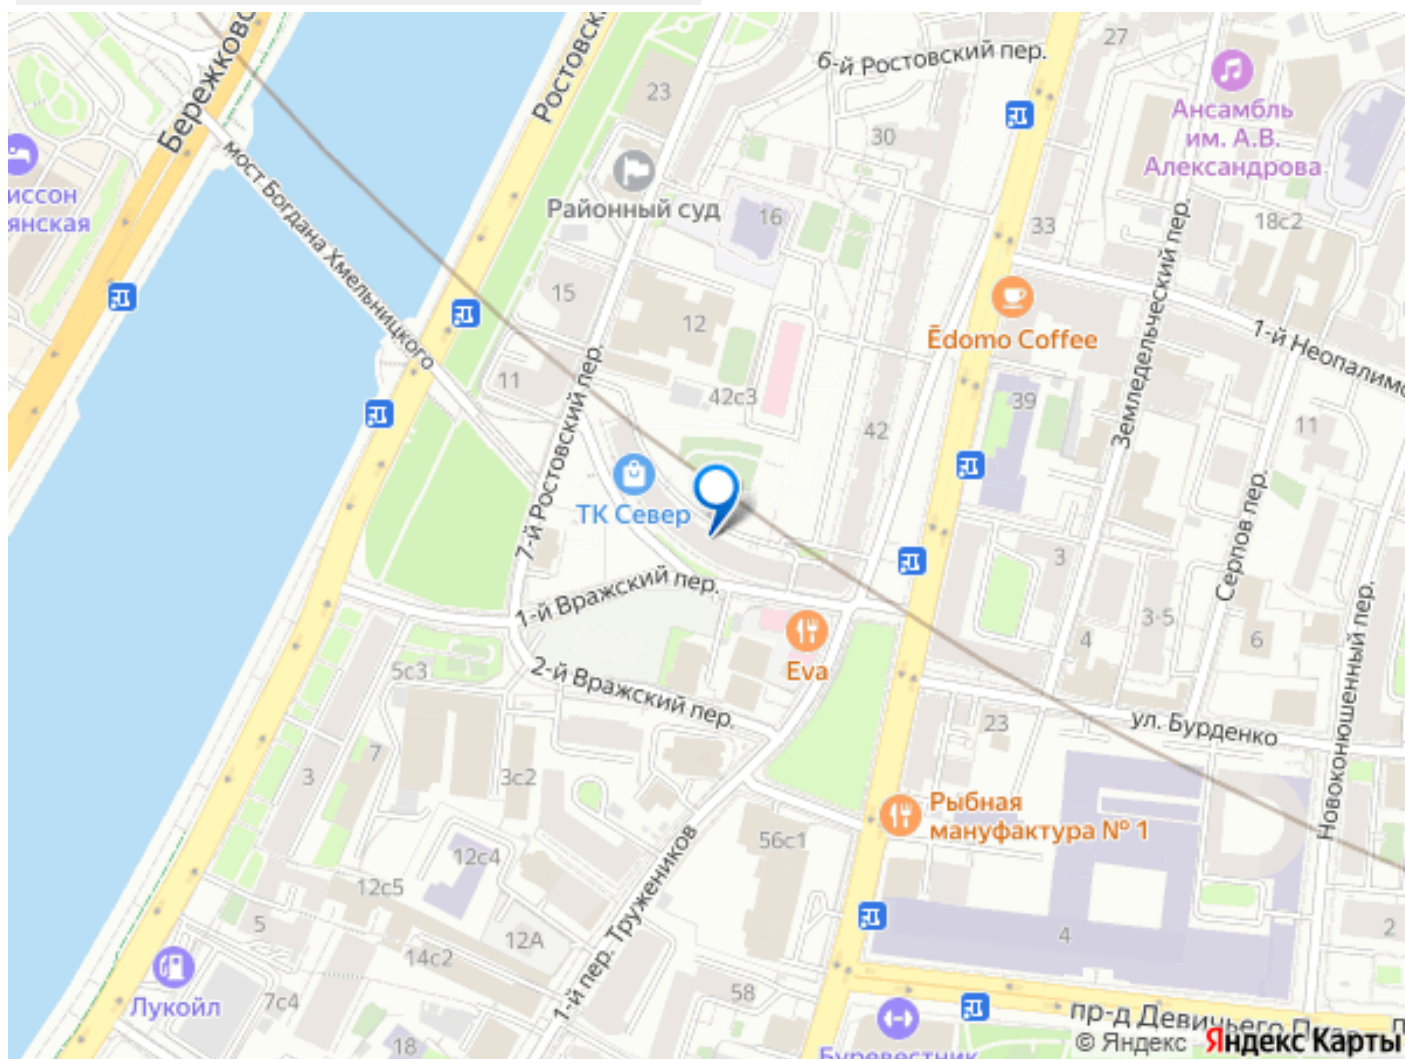 Бережковс
Ростовск
6-й Ростовский пер.
27
23
Ансамбль
им. А.В.
Александрова
30
мост Богдана Хмельницкого
иссон
янская
Районный суд
16
33
18с2
Земледельческий пер.
15
12
Ēdomo Coffee
1-й Неопалимо
11
7-й Ростовский пер.
42с3
39
42
11
ТК Север
Серпов пер.
3
1-й Вражский пер.
3-5
4
6
Новоконюшенный пер.
5с3
Eva
2-й Вражский пер.
23
ул. Бурденко
7
3
3с2
Рыбная
мануфактура № 1
56с1
12с4
12с5
1-й пер. Тружеников
5
12А
14с2
4
2
Лукойл
7с4
58
18
Буревестник
пр-д Девичьего Поля
© Яндекс Яндекс Карты